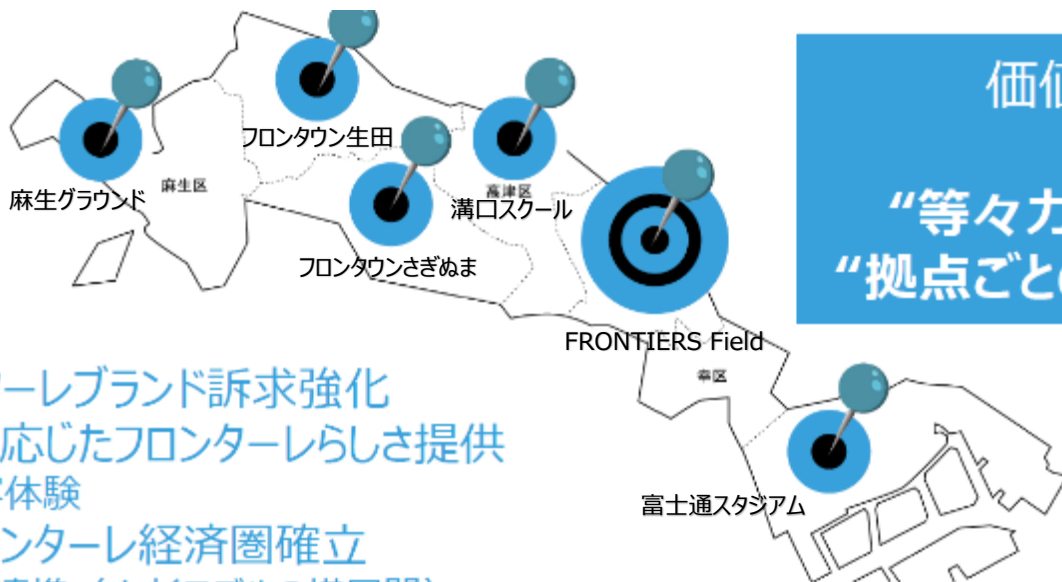 フロンタウン生田
麻生グラウンド
麻生区
高津区
溝口スクール
フロンタウンさぎぬま
FRONTIERS Field
幸区
富士通スタジアム
価
“等々力
“拠点ごと
ーレブランド訴求強化
応じたフロンターレらしさ提供
体験
ンターレ経済圏確立